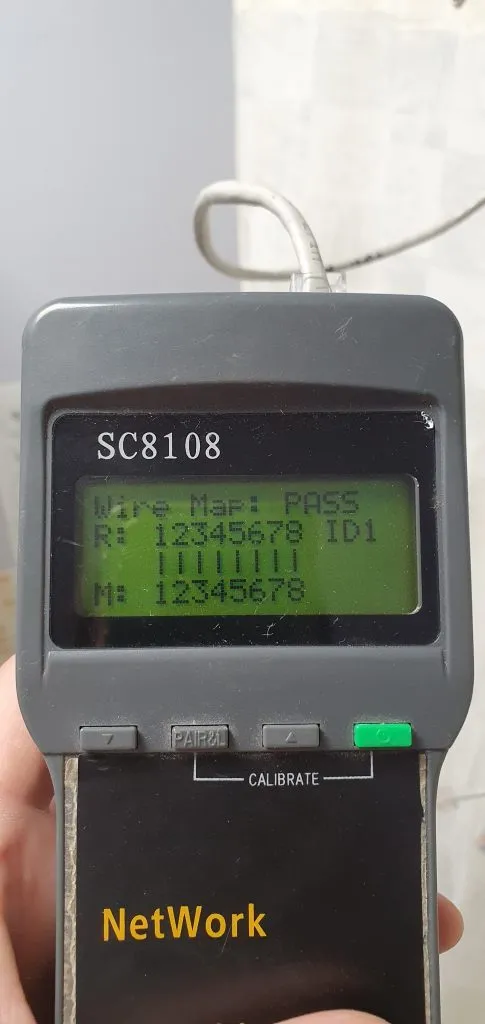 SC8108
Wire Map: PASS
R: 12345678 ID1
||||||||
M: 12345678
PAIR&L
CALIBRATE
NetWork